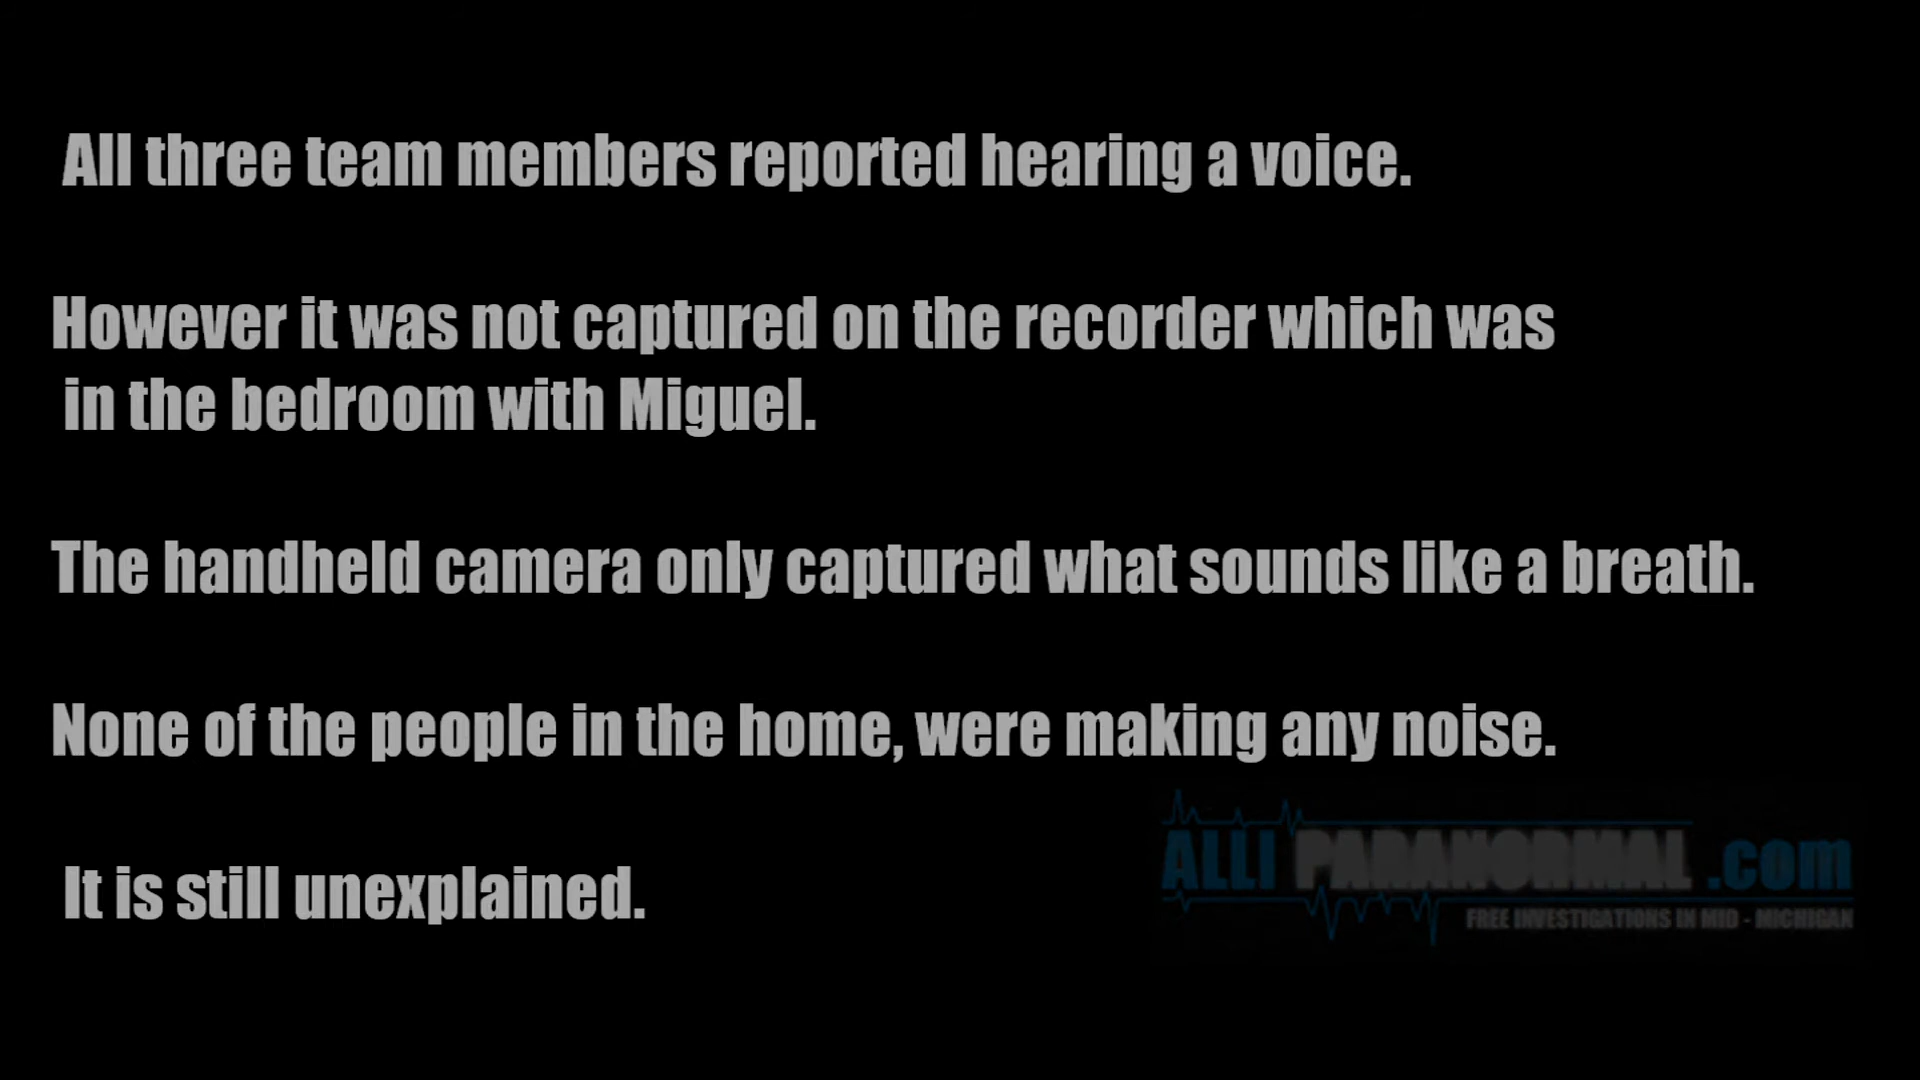 All three team members reported hearing a voice.
However it was not captured on the recorder which was
in the bedroom with Miguel.
The handheld camera only captured what sounds like a breath.
None of the people in the home, were making any noise.
It is still unexplained.
ALLI PARANORMAL .com
FREE INVESTIGATIONS IN MID - MICHIGAN